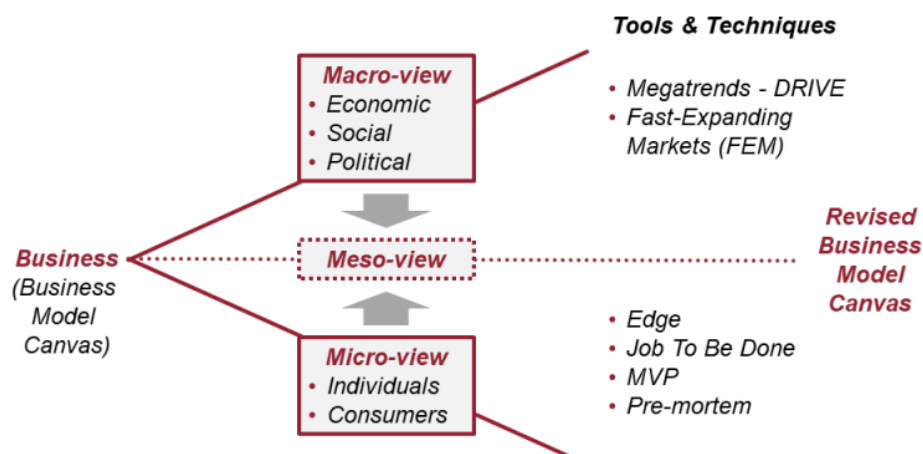 Tools & Techniques
Macro-view
• Economic
• Social
• Political
• Megatrends - DRIVE
• Fast-Expanding
Markets (FEM)
Business
(Business
Model
Canvas)
Meso-view
Revised
Business
Model
Canvas
Micro-view
• Individuals
• Consumers
• Edge
• Job To Be Done
• MVP
• Pre-mortem